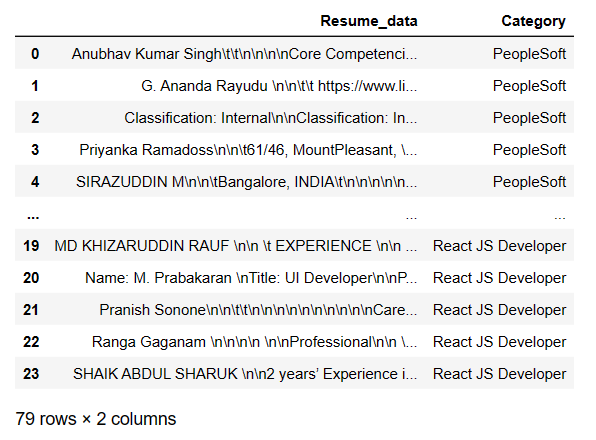 Resume_data Category
0 Anubhav Kumar Singh\t\t\n\n\n\nCore Competenci... PeopleSoft
1 G. Ananda Rayudu \n\n\t\t https://www.li... PeopleSoft
2 Classification: Internal\n\nClassification: In... PeopleSoft
3 Priyanka Ramadoss\n\n\t61/46, MountPleasant, \... PeopleSoft
4 SIRAZUDDIN M\n\n\tBangalore, INDIA\t\n\n\n\n\n... PeopleSoft
... ... ...
19 MD KHIZARUDDIN RAUF \n\n \t EXPERIENCE \n\n ... React JS Developer
20 Name: M. Prabakaran \nTitle: UI Developer\n\nP... React JS Developer
21 Pranish Sonone\n\n\t\t\n\n\n\n\n\n\n\n\n\nCare... React JS Developer
22 Ranga Gaganam \n\n\n\n \n\nProfessional\n\n \... React JS Developer
23 SHAIK ABDUL SHARUK \n\n2 years’ Experience i... React JS Developer
79 rows × 2 columns